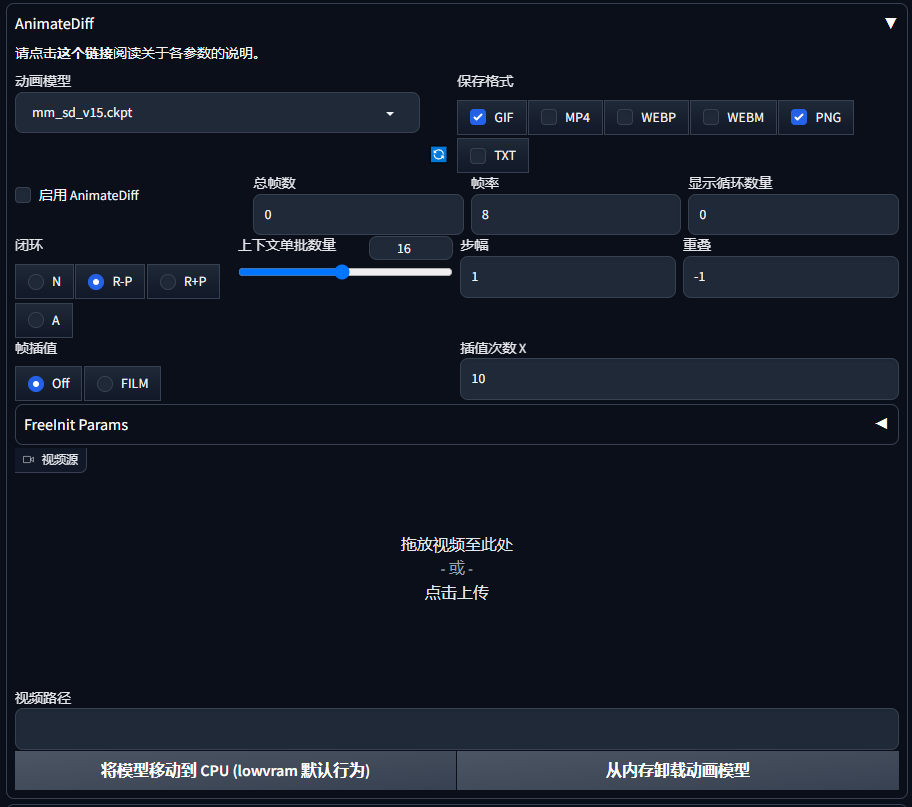 AnimateDiff
请点击这个链接阅读关于各参数的说明。
动画模型
mm_sd_v15.ckpt
保存格式
GIF MP4 WEBP WEBM PNG
TXT
启用 AnimateDiff
总帧数
0
帧率
8
显示循环数量
0
闭环
N R-P R+P
A
上下文单批数量
16
步幅
1
重叠
-1
帧插值
Off FILM
插值次数 X
10
FreeInit Params
视频源
拖放视频至此处
- 或 -
点击上传
视频路径
将模型移动到 CPU (lowvram 默认行为)
从内存卸载动画模型